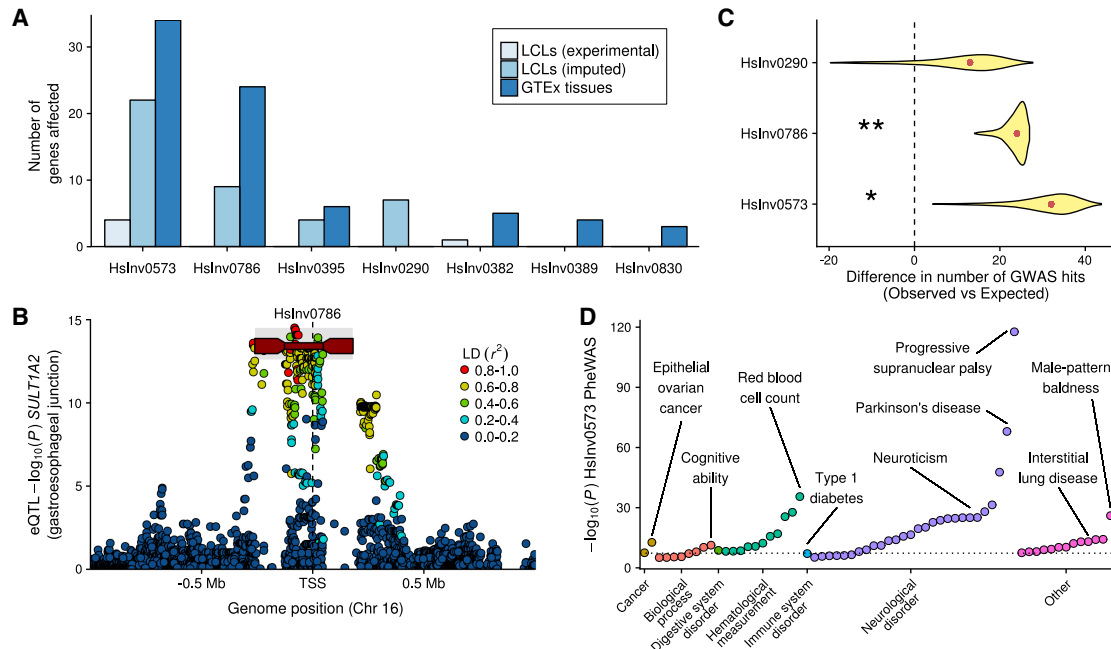 A
Number of
genes affected
30
20
10
0
LCLs (experimental)
LCLs (imputed)
GTEx tissues
HsInv0573 HsInv0786 HsInv0395 HsInv0290 HsInv0382 HsInv0389 HsInv0830
C
HsInv0290
HsInv0786
HsInv0573
**
*
-20 0 20 40
Difference in number of GWAS hits
(Observed vs Expected)
B
HsInv0786
eQTL –log10(P) SULT1A2
(gastroesophageal junction)
15
10
5
0
LD (r²)
0.8-1.0
0.6-0.8
0.4-0.6
0.2-0.4
0.0-0.2
-0.5 Mb TSS 0.5 Mb
Genome position (Chr 16)
D
–log10(P) HsInv0573 PheWAS
120
90
60
30
0
Epithelial
ovarian
cancer
Cognitive
ability
Red blood
cell count
Type 1
diabetes
Progressive
supranuclear palsy
Parkinson's disease
Neuroticism
Male-pattern
baldness
Interstitial
lung disease
Cancer
Biological
process
Digestive system
disorder
Hematological
measurement
Immune system
disorder
Neurological
disorder
Other